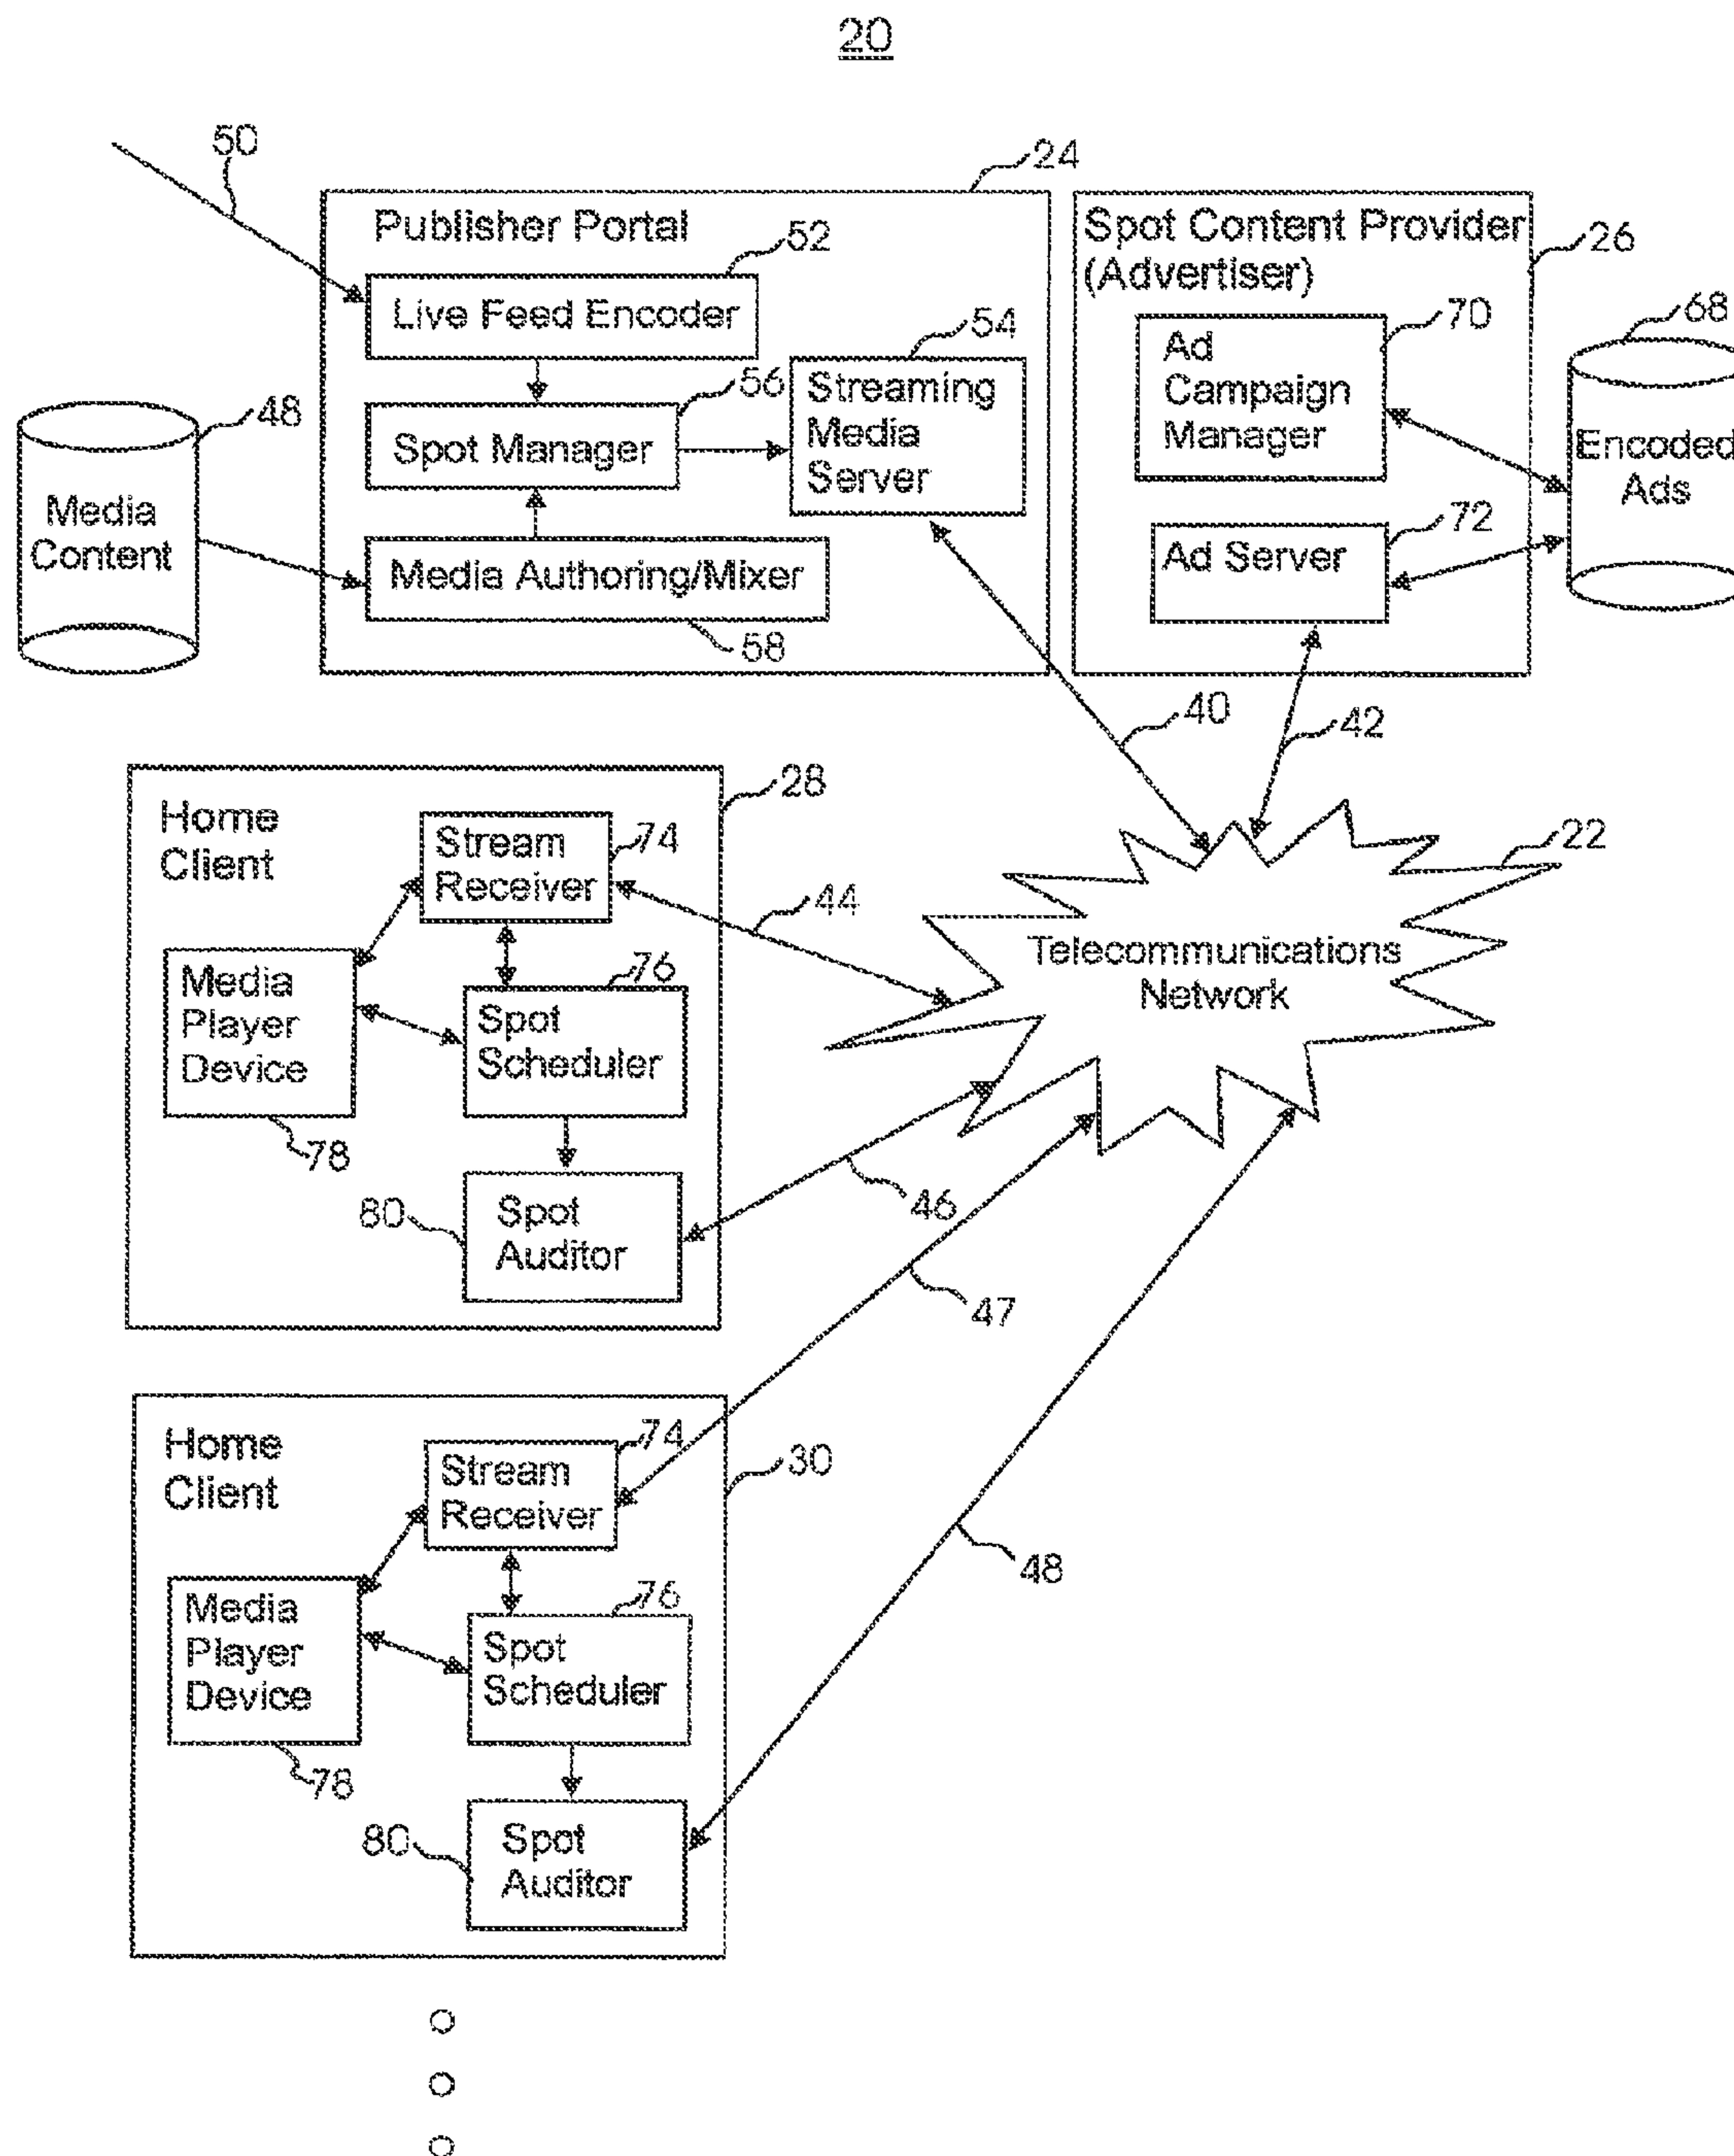 20
50
24
Publisher Portal
52
Live Feed Encoder
54
56
Streaming
Media
Server
Spot Manager
Media Authoring/Mixer
58
48
Media
Content
Spot Content Provider
(Advertiser)
26
70
Ad
Campaign
Manager
68
Encoded
Ads
72
Ad Server
40
42
28
Home
Client
Stream
Receiver
74
44
22
Telecommunications
Network
Media
Player
Device
76
Spot
Scheduler
78
80
Spot
Auditor
46
47
Home
Client
Stream
Receiver
74
30
48
Media
Player
Device
76
Spot
Scheduler
78
80
Spot
Auditor